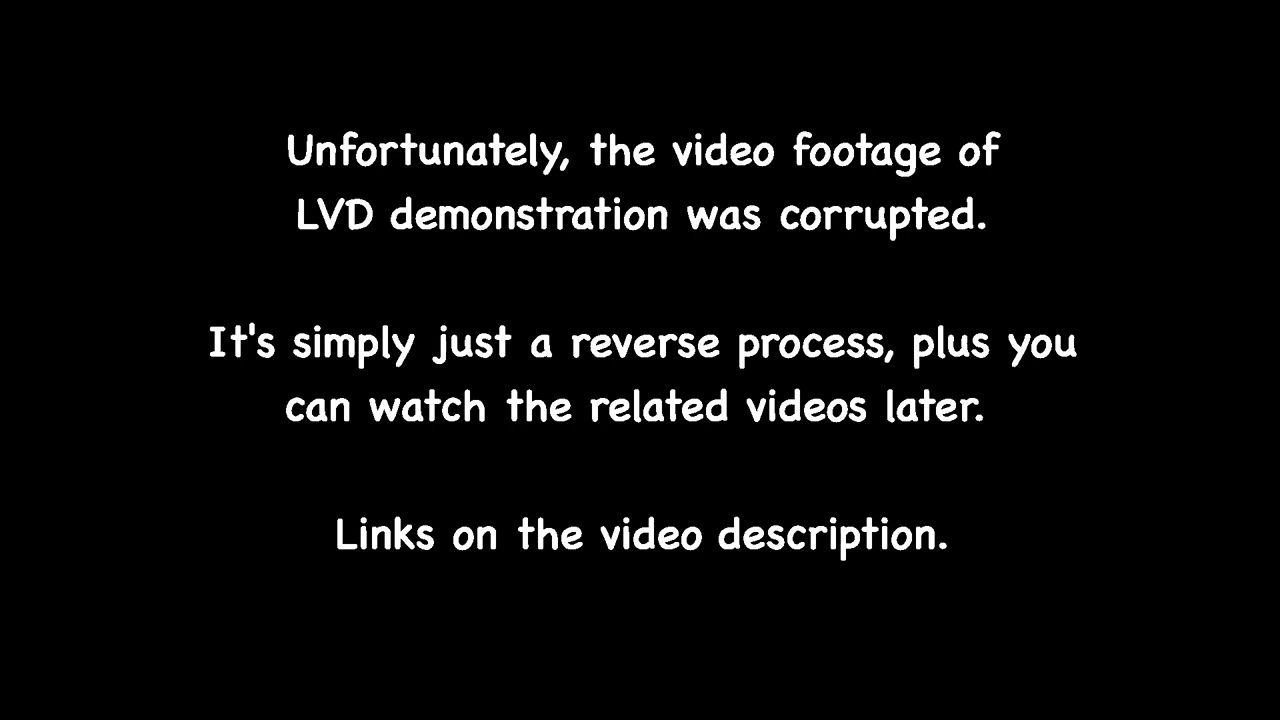 Unfortunately, the video footage of
LVD demonstration was corrupted.
It's simply just a reverse process, plus you
can watch the related videos later.
Links on the video description.